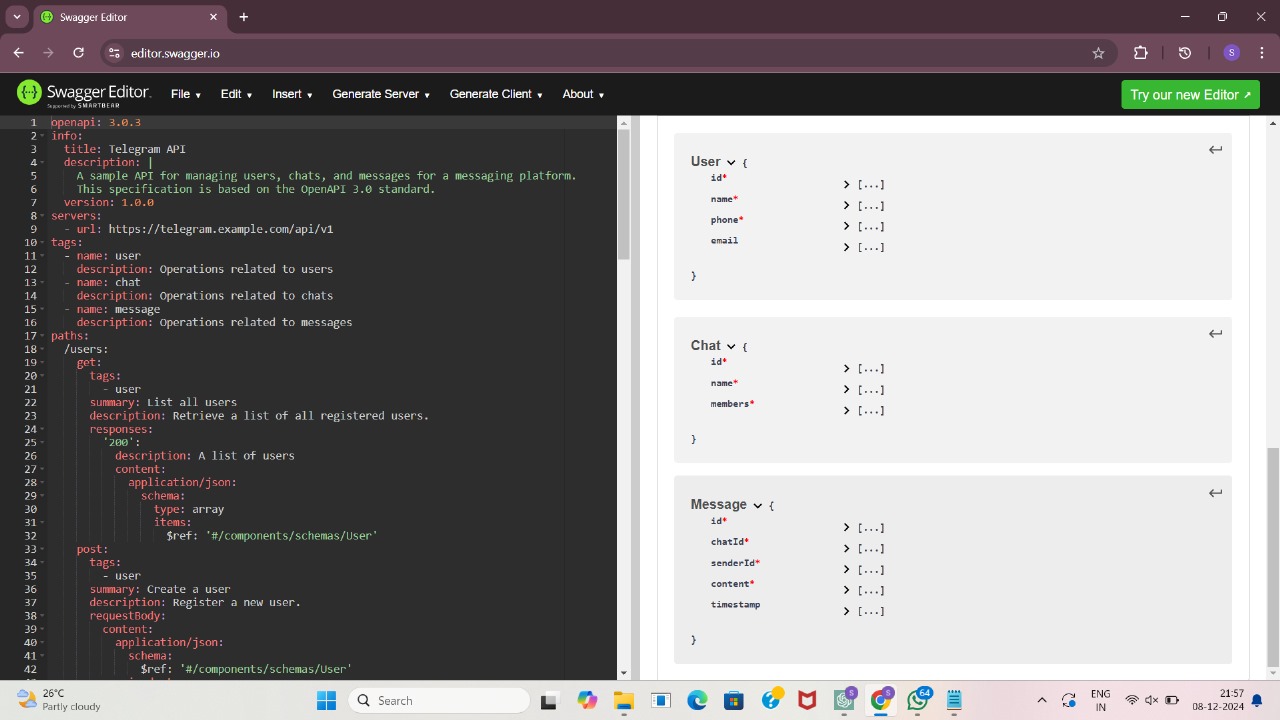 Swagger Editor
editor.swagger.io
S
Swagger Editor.
Supported by SMARTBEAR
File Edit Insert Generate Server Generate Client About
Try our new Editor ↗
1 openapi: 3.0.3
2 info:
3 title: Telegram API
4 description: |
5 A sample API for managing users, chats, and messages for a messaging platform.
6 This specification is based on the OpenAPI 3.0 standard.
7 version: 1.0.0
8 servers:
9 - url: https://telegram.example.com/api/v1
10 tags:
11 - name: user
12 description: Operations related to users
13 - name: chat
14 description: Operations related to chats
15 - name: message
16 description: Operations related to messages
17 paths:
18 /users:
19 get:
20 tags:
21 - user
22 summary: List all users
23 description: Retrieve a list of all registered users.
24 responses:
25 '200':
26 description: A list of users
27 content:
28 application/json:
29 schema:
30 type: array
31 items:
32 $ref: '#/components/schemas/User'
33 post:
34 tags:
35 - user
36 summary: Create a user
37 description: Register a new user.
38 requestBody:
39 content:
40 application/json:
41 schema:
42 $ref: '#/components/schemas/User'
User {
id* > [...]
name* > [...]
phone* > [...]
email > [...]
}
Chat {
id* > [...]
name* > [...]
members* > [...]
}
Message {
id* > [...]
chatId* > [...]
senderId* > [...]
content* > [...]
timestamp > [...]
}
26°C
Partly cloudy
Search
S
S
64
ENG
IN
21:57
08-12-2024